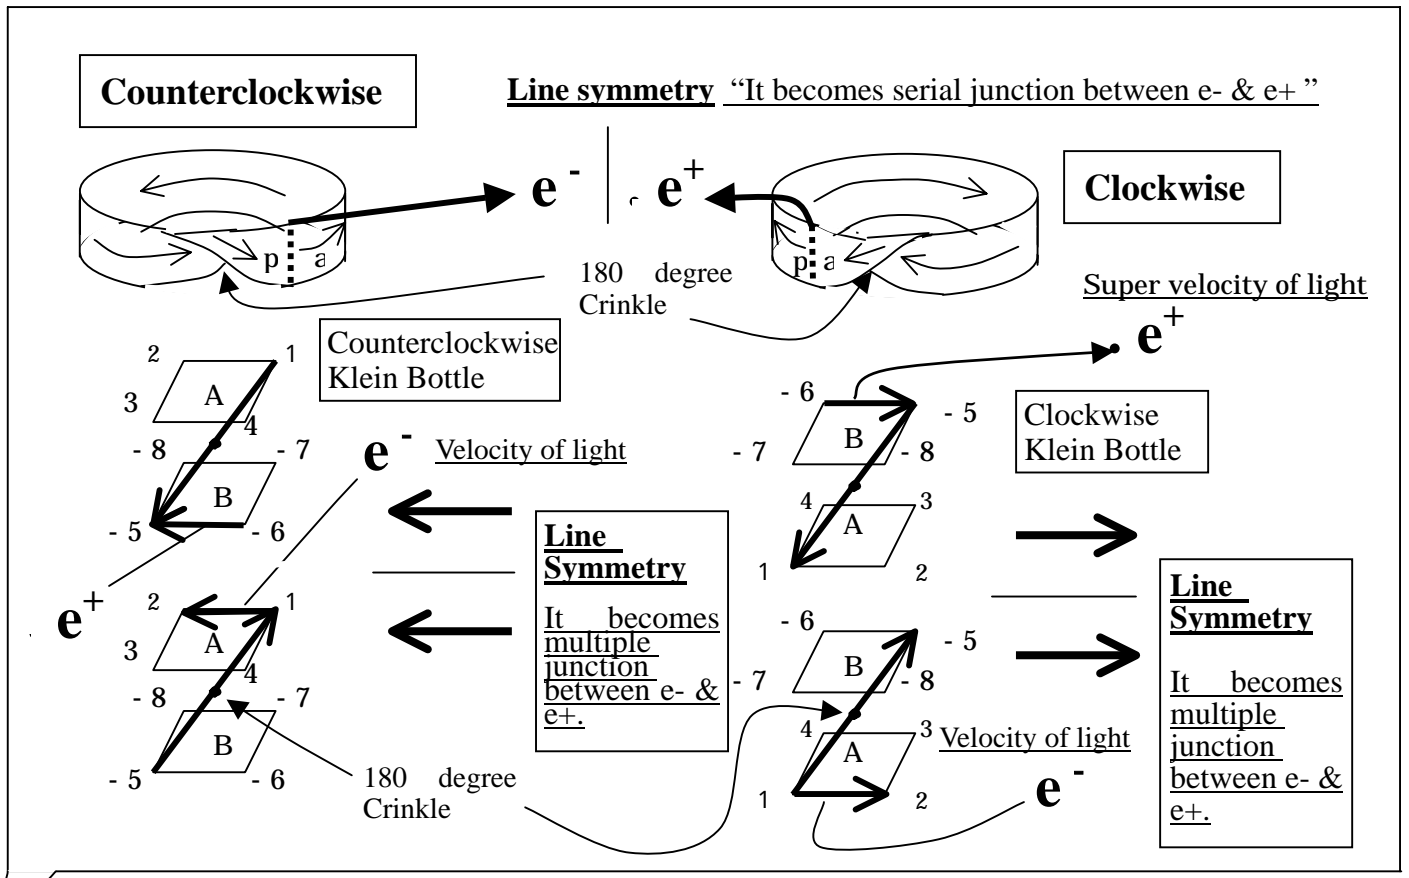 Counterclockwise
Line symmetry “It becomes serial junction between e- & e+ ”
e -
e+
Clockwise
p a
p a
180 degree
Crinkle
Super velocity of light
e+
Counterclockwise
Klein Bottle
2 1
A
3 4
- 8 - 7
B
- 5 - 6
e -
Velocity of light
e+
- 6 - 5
B
- 7 - 8
4 3
A
1 2
Clockwise
Klein Bottle
Line
Symmetry
It becomes
multiple
junction
between e- &
e+.
2 1
A
3 4
- 8 - 7
B
- 5 - 6
180 degree
Crinkle
- 6 - 5
B
- 7 - 8
4 3
A
1 2
Velocity of light
e -
Line
Symmetry
It becomes
multiple
junction
between e- &
e+.